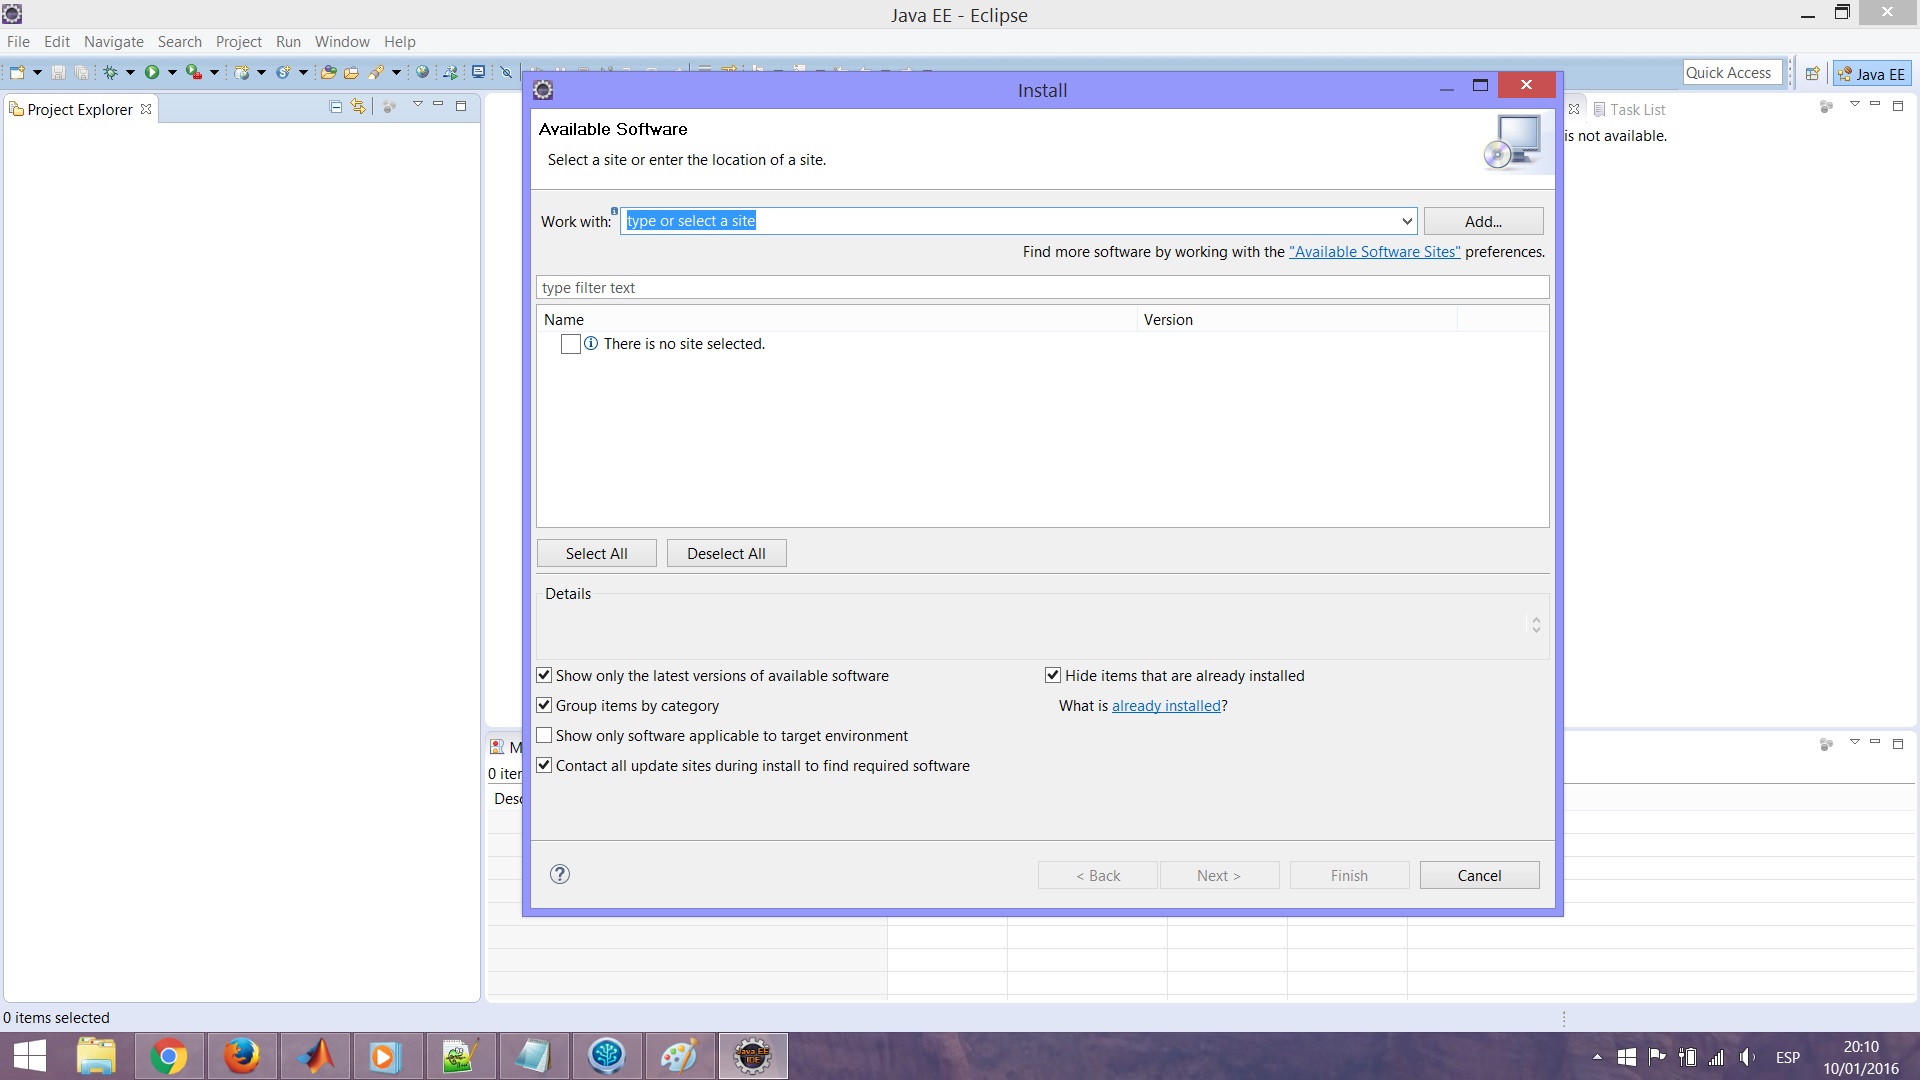 Java EE - Eclipse
File Edit Navigate Search Project Run Window Help
Quick Access
Java EE
Project Explorer
Task List
is not available.
Install
Available Software
Select a site or enter the location of a site.
Work with: type or select a site Add...
Find more software by working with the "Available Software Sites" preferences.
type filter text
Name Version
There is no site selected.
Select All Deselect All
Details
Show only the latest versions of available software Hide items that are already installed
Group items by category What is already installed?
Show only software applicable to target environment
Contact all update sites during install to find required software
M
0 iter
Desc
< Back Next > Finish Cancel
0 items selected
Java EE
IDE
ESP
20:10
10/01/2016